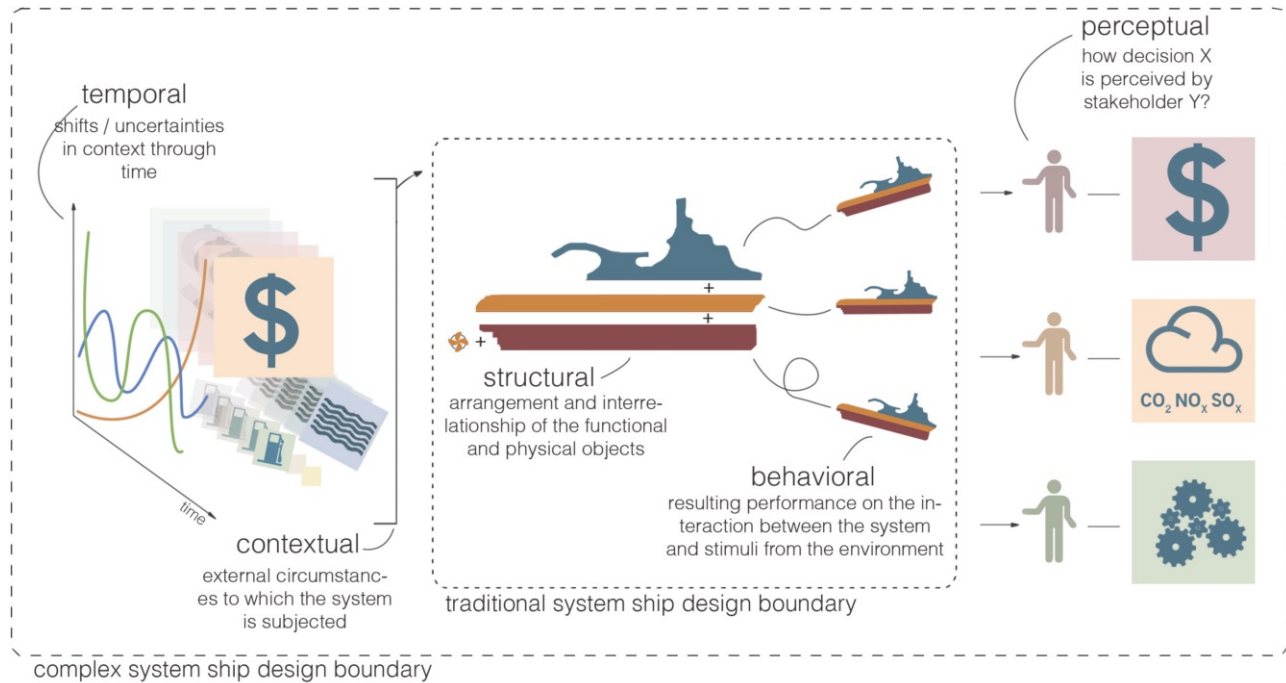 temporal
shifts / uncertainties
in context through
time
time
$
contextual
external circumstanc-
es to which the system
is subjected
+
+
+
structural
arrangement and interre-
lationship of the functional
and physical objects
behavioral
resulting performance on the in-
teraction between the system
and stimuli from the environment
traditional system ship design boundary
perceptual
how decision X
is perceived by
stakeholder Y?
$
CO₂ NOₓ SOₓ
complex system ship design boundary